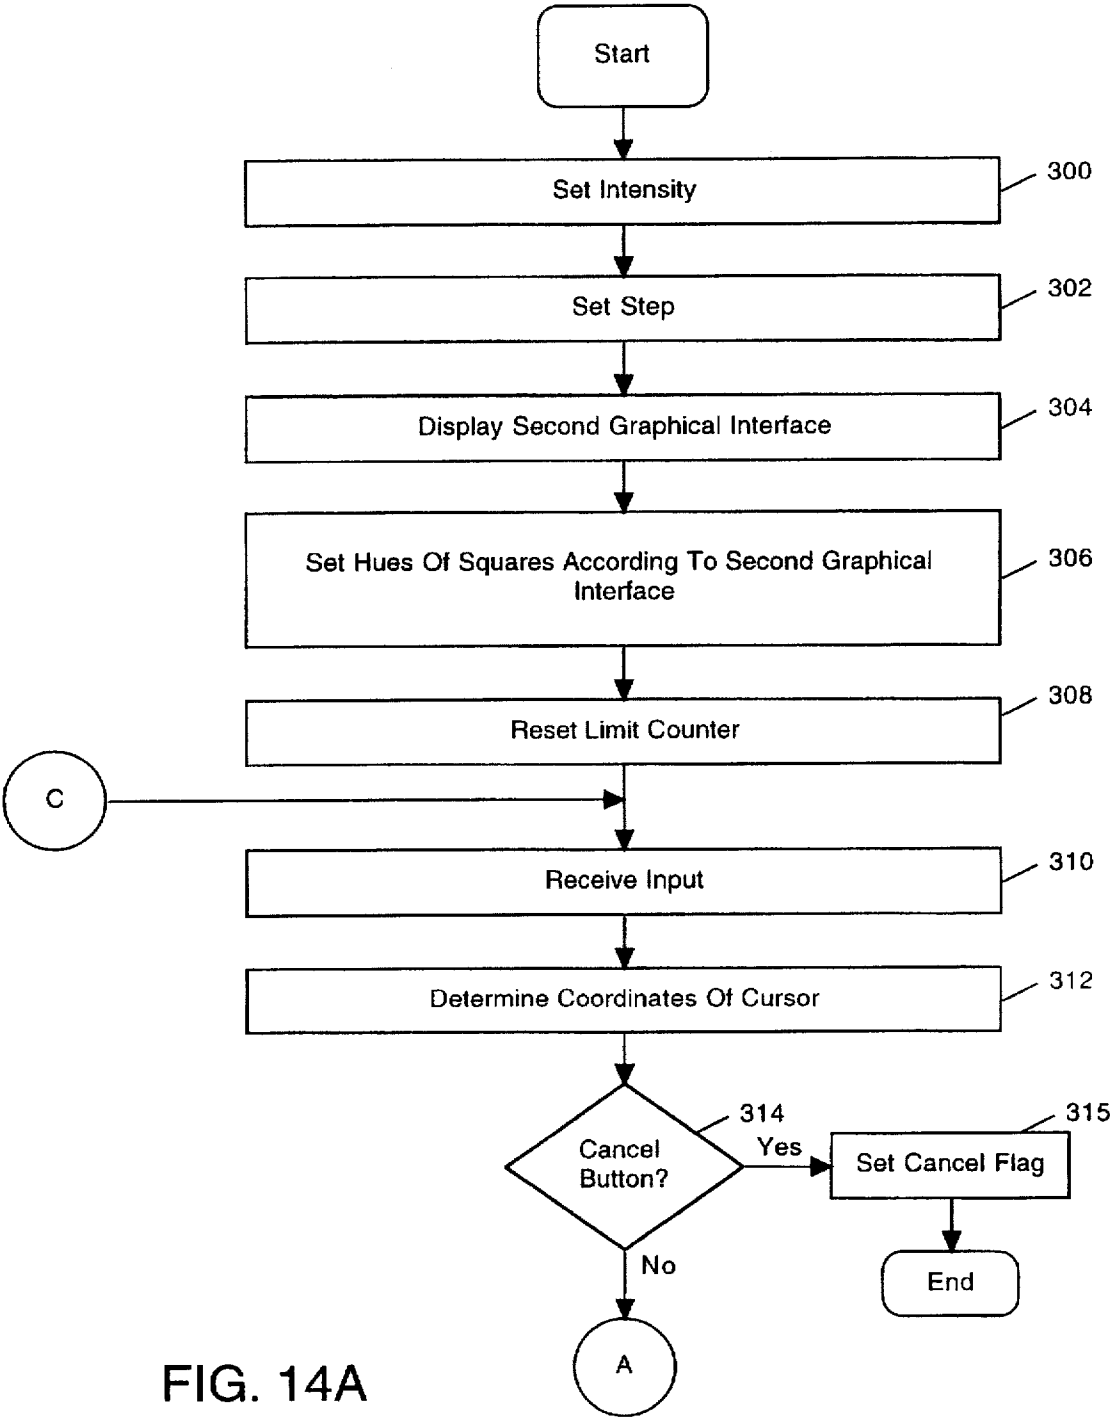 Start
Set Intensity
300
Set Step
302
Display Second Graphical Interface
304
Set Hues Of Squares According To Second Graphical
Interface
306
Reset Limit Counter
308
C
Receive Input
310
Determine Coordinates Of Cursor
312
Cancel
Button?
314
Yes
Set Cancel Flag
315
No
End
A
FIG. 14A